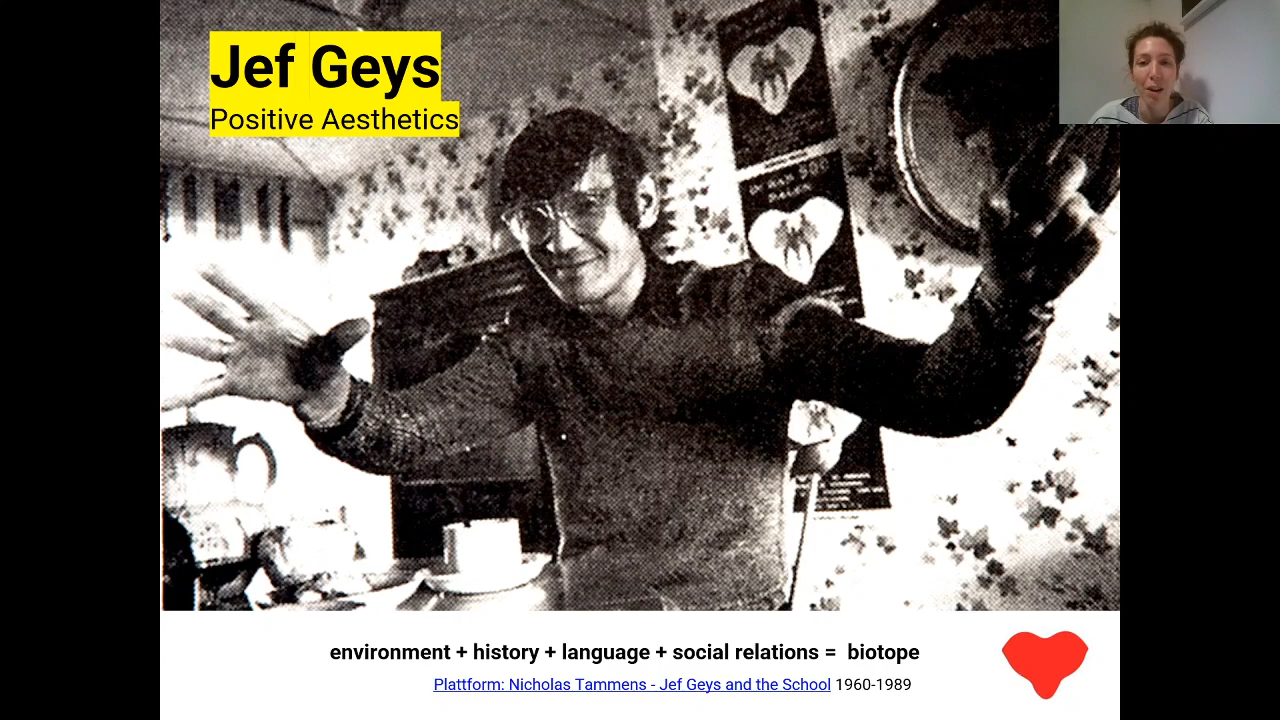 Jef Geys
Positive Aesthetics
environment + history + language + social relations = biotope
Plattform: Nicholas Tammens - Jef Geys and the School 1960-1989